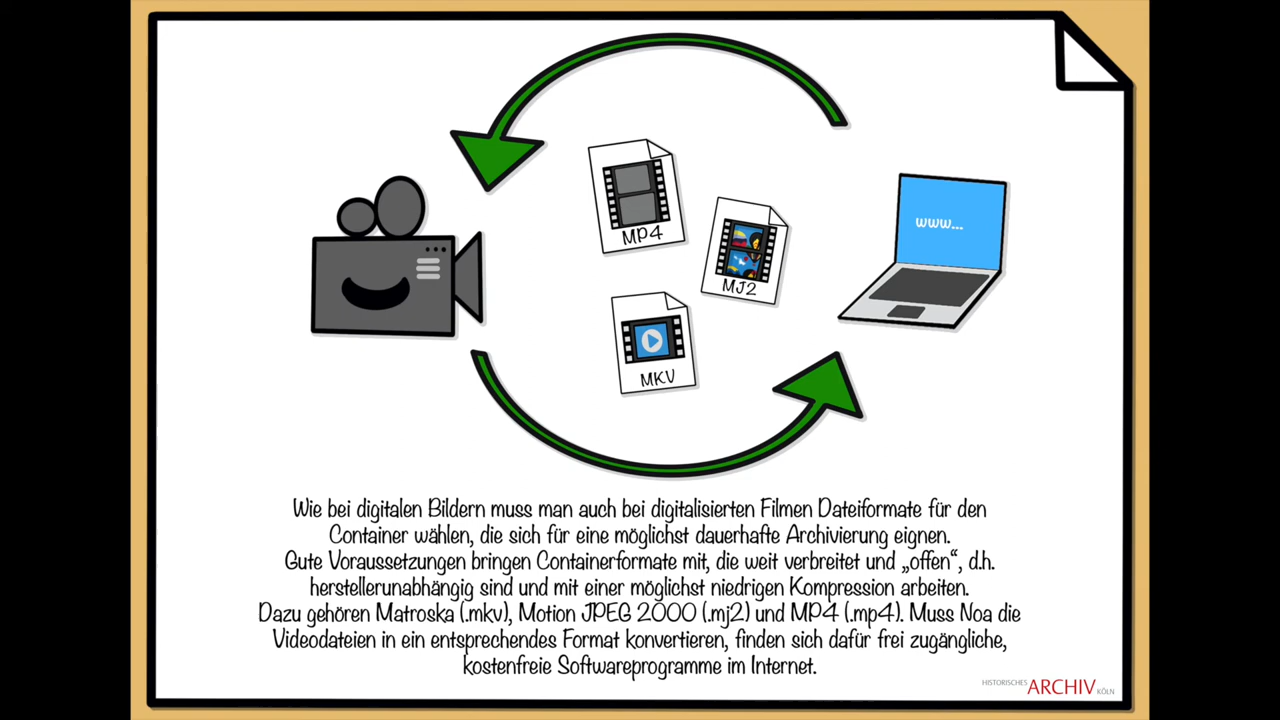 www...
MP4
MJ2
MKV
Wie bei digitalen Bildern muss man auch bei digitalisierten Filmen Dateiformate für den
Container wählen, die sich für eine möglichst dauerhafte Archivierung eignen.
Gute Voraussetzungen bringen Containerformate mit, die weit verbreitet und „offen“, d.h.
herstellerunabhängig sind und mit einer möglichst niedrigen Kompression arbeiten.
Dazu gehören Matroska (.mkv), Motion JPEG 2000 (.mj2) und MP4 (.mp4). Muss Noa die
Videodateien in ein entsprechendes Format konvertieren, finden sich dafür frei zugängliche,
kostenfreie Softwareprogramme im Internet.
HISTORISCHES ARCHIV KÖLN